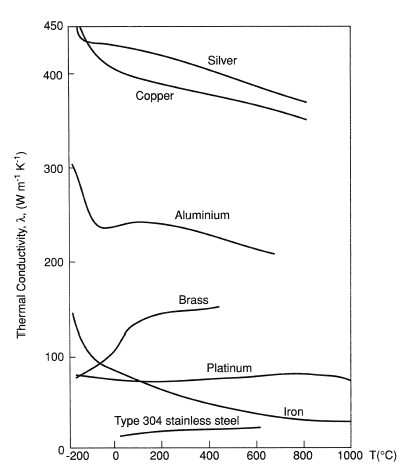 450
Silver
400
Copper
300
Aluminium
200
Brass
Platinum
100
Iron
Type 304 stainless steel
0
-200 0 200 400 600 800 1000 T(°C)
Thermal Conductivity, λ, (W m⁻¹ K⁻¹)